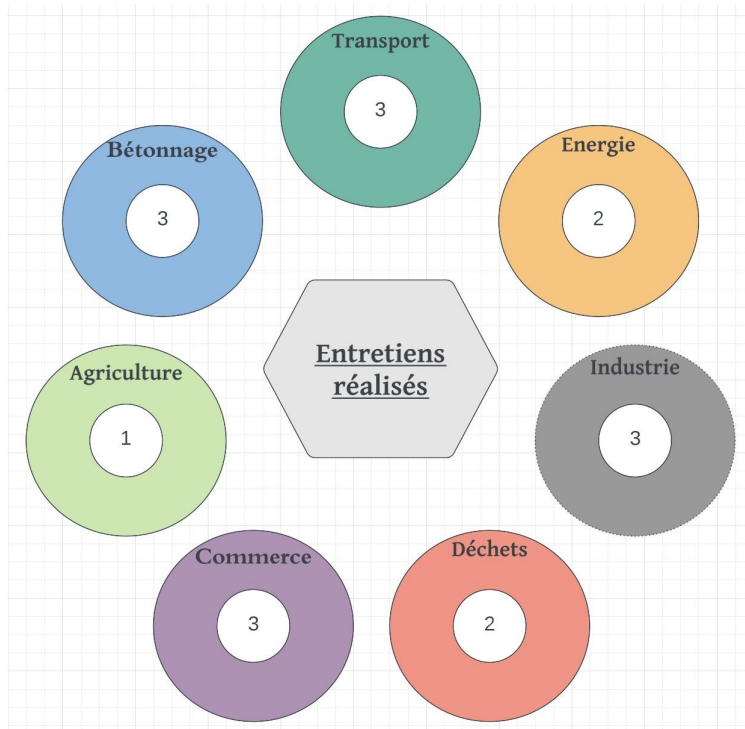 Transport
3
Bétonnage
3
Energie
2
Entretiens
réalisés
Agriculture
1
Industrie
3
Commerce
3
Déchets
2